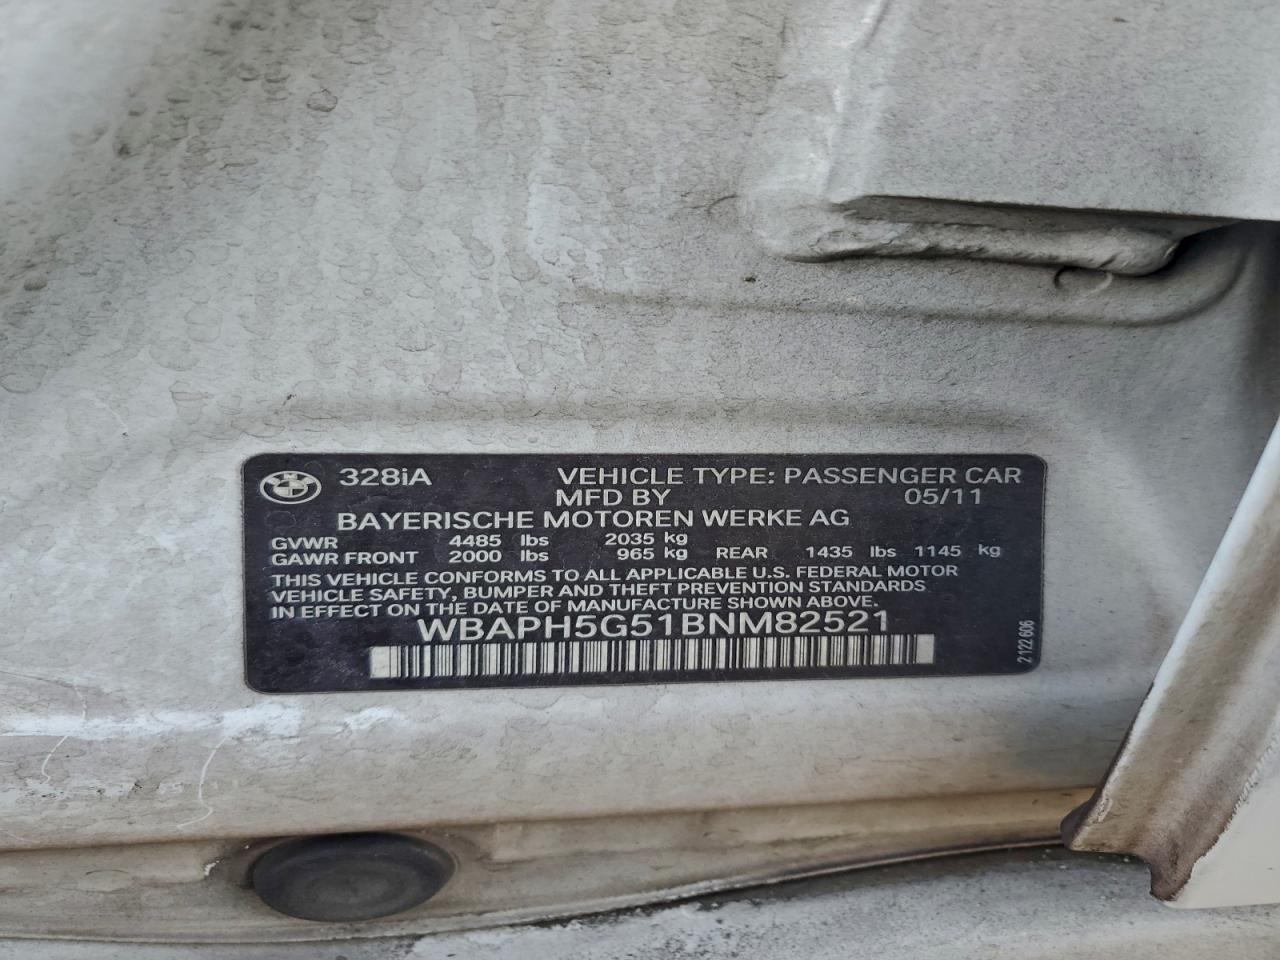 328iA VEHICLE TYPE: PASSENGER CAR
MFD BY 05/11
BAYERISCHE MOTOREN WERKE AG
GVWR 4485 lbs 2035 kg
GAWR FRONT 2000 lbs 965 kg REAR 1435 lbs 1145 kg
THIS VEHICLE CONFORMS TO ALL APPLICABLE U.S. FEDERAL MOTOR
VEHICLE SAFETY, BUMPER AND THEFT PREVENTION STANDARDS
IN EFFECT ON THE DATE OF MANUFACTURE SHOWN ABOVE.
WBAPH5G51BNM82521
2122 606